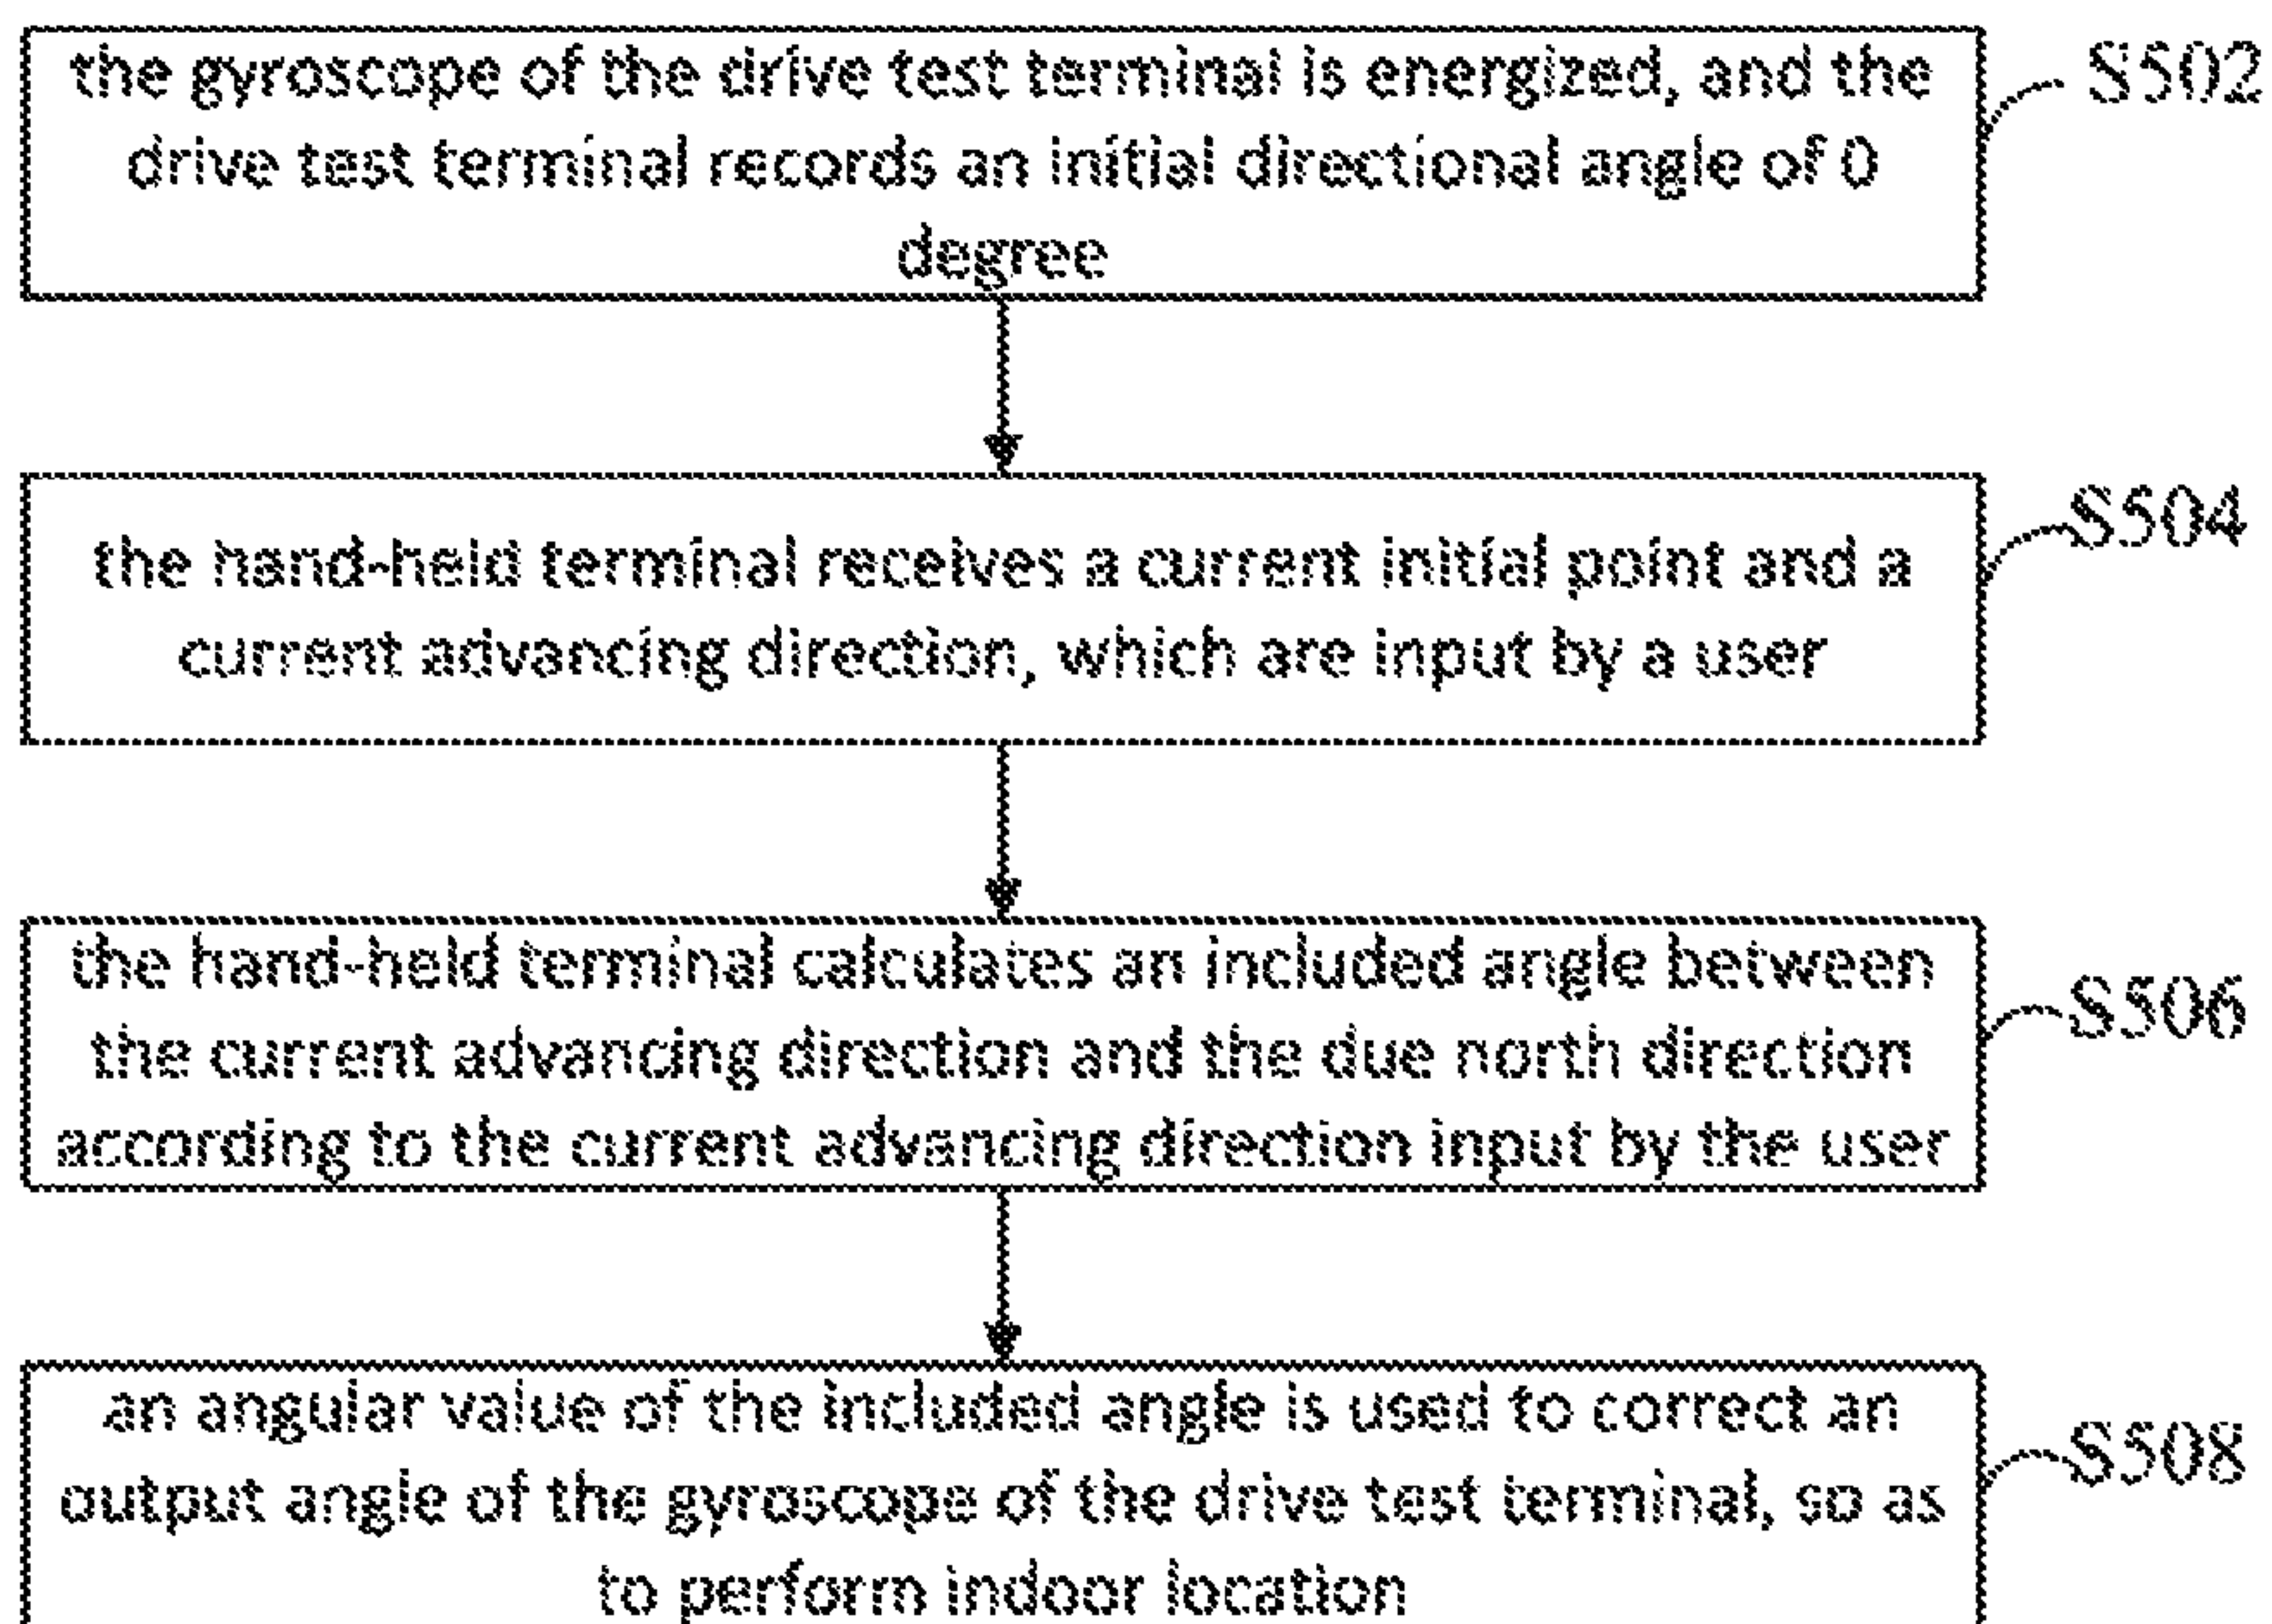 the gyroscope of the drive test terminal is energized, and the
drive test terminal records an initial directional angle of 0
degree
S502
the hand-held terminal receives a current initial point and a
current advancing direction, which are input by a user
S504
the hand-held terminal calculates an included angle between
the current advancing direction and the due north direction
according to the current advancing direction input by the user
S506
an angular value of the included angle is used to correct an
output angle of the gyroscope of the drive test terminal, so as
to perform indoor location
S508